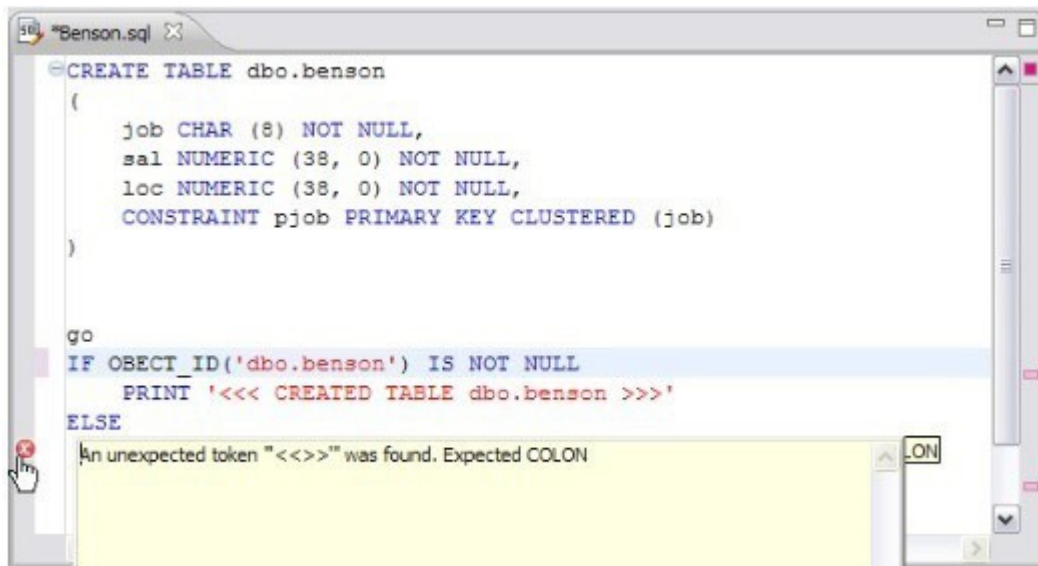 *Benson.sql
CREATE TABLE dbo.benson
(
job CHAR (8) NOT NULL,
sal NUMERIC (38, 0) NOT NULL,
loc NUMERIC (38, 0) NOT NULL,
CONSTRAINT pjob PRIMARY KEY CLUSTERED (job)
)
go
IF OBECT_ID('dbo.benson') IS NOT NULL
PRINT '<<< CREATED TABLE dbo.benson >>>'
ELSE
An unexpected token "'<<>>'" was found. Expected COLON
LON